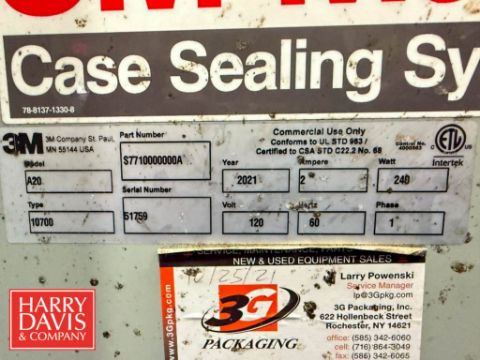 Case Sealing Sy
78-8137-1330-8
3M
3M Company St. Paul,
MN 55144 USA
Part Number
S7710000000A
Commercial Use Only
Conforms to UL STD 983 /
Certified to CSA STD C22.2 No. 68
Control No.
ETL
Intertek
Model
A20
Serial Number
51759
Year
2021
Ampere
2
Watt
240
Type
10700
Volt
120
Hertz
60
Phase
1
NEW & USED EQUIPMENT SALES
10/25/21
www.3Gpkg.com
3G
PACKAGING
Larry Powenski
Service Manager
lp@3Gpkg.com
3G Packaging, Inc.
622 Hollenbeck Street
Rochester, NY 14621
office: (585) 342-6060
cell: (716) 864-3049
fax: (585) 342-6065
HARRY
DAVIS
& COMPANY